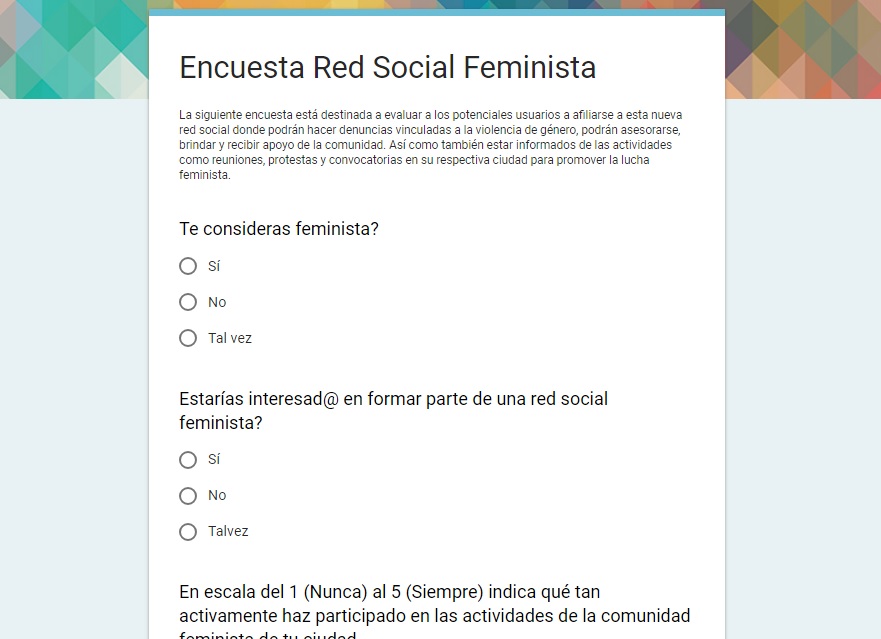 Encuesta Red Social Feminista
La siguiente encuesta está destinada a evaluar a los potenciales usuarios a afiliarse a esta nueva
red social donde podrán hacer denuncias vinculadas a la violencia de género, podrán asesorarse,
brindar y recibir apoyo de la comunidad. Así como también estar informados de las actividades
como reuniones, protestas y convocatorias en su respectiva ciudad para promover la lucha
feminista.
Te consideras feminista?
Sí
No
Tal vez
Estarías interesad@ en formar parte de una red social
feminista?
Sí
No
Talvez
En escala del 1 (Nunca) al 5 (Siempre) indica qué tan
activamente haz participado en las actividades de la comunidad
feminista de tu ciudad